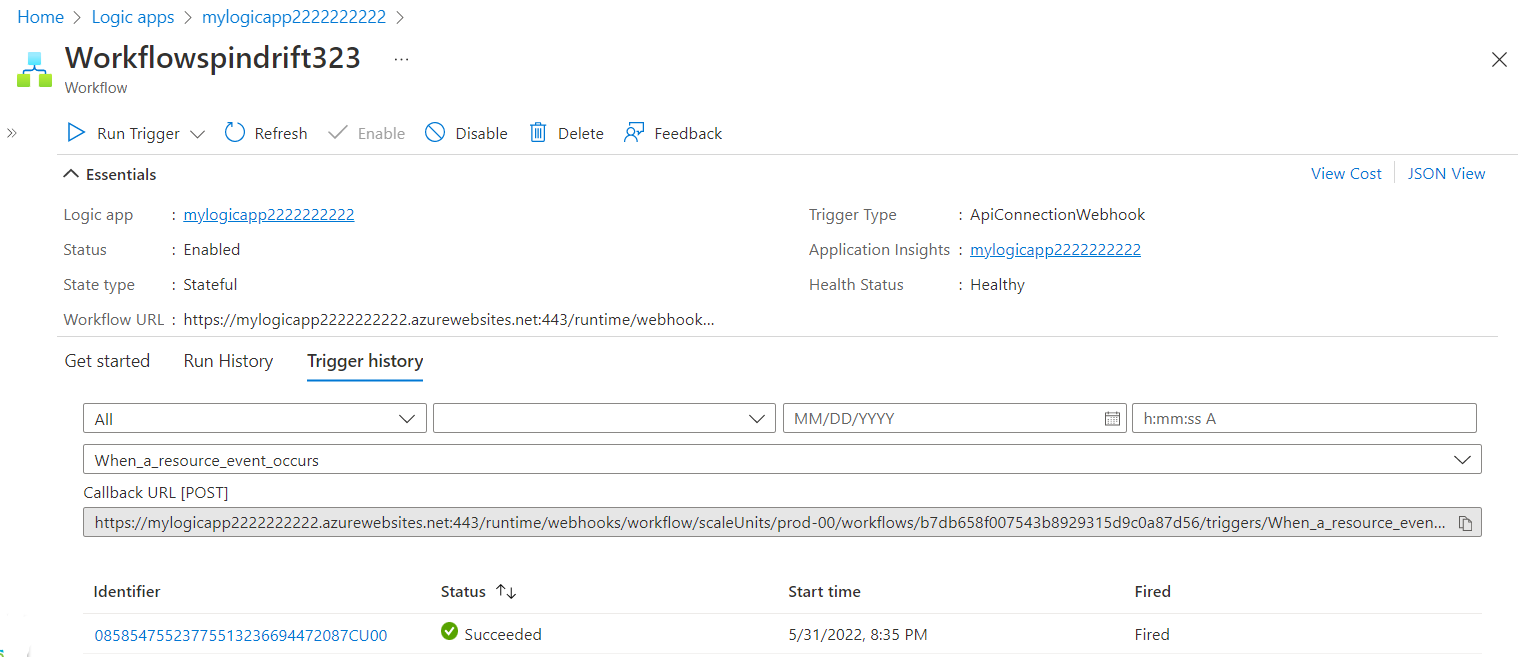 Home > Logic apps > mylogicapp2222222222 >
Workflowspindrift323 ...
Workflow
Run Trigger Refresh Enable Disable Delete Feedback
Essentials View Cost JSON View
Logic app : mylogicapp2222222222 Trigger Type : ApiConnectionWebhook
Status : Enabled Application Insights : mylogicapp2222222222
State type : Stateful Health Status : Healthy
Workflow URL : https://mylogicapp2222222222.azurewebsites.net:443/runtime/webhook...
Get started Run History Trigger history
All MM/DD/YYYY h:mm:ss A
When_a_resource_event_occurs
Callback URL [POST]
https://mylogicapp2222222222.azurewebsites.net:443/runtime/webhooks/workflow/scaleUnits/prod-00/workflows/b7db658f007543b8929315d9c0a87d56/triggers/When_a_resource_even...
Identifier Status Start time Fired
08585475523775513236694472087CU00 Succeeded 5/31/2022, 8:35 PM Fired